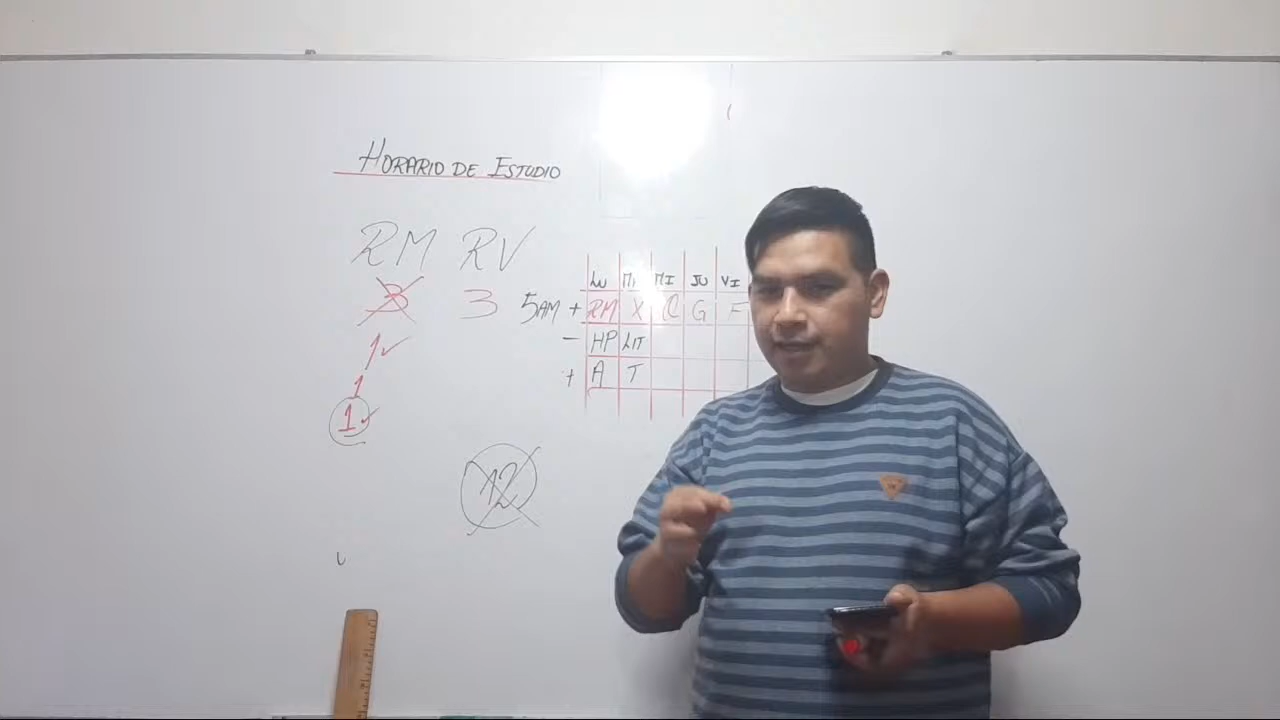 HORARIO DE ESTUDIO
RM RV
3 3
1
1
1
12
LU MA MI JU VI
5AM + RM X Q G F
- HP LIT
+ A T